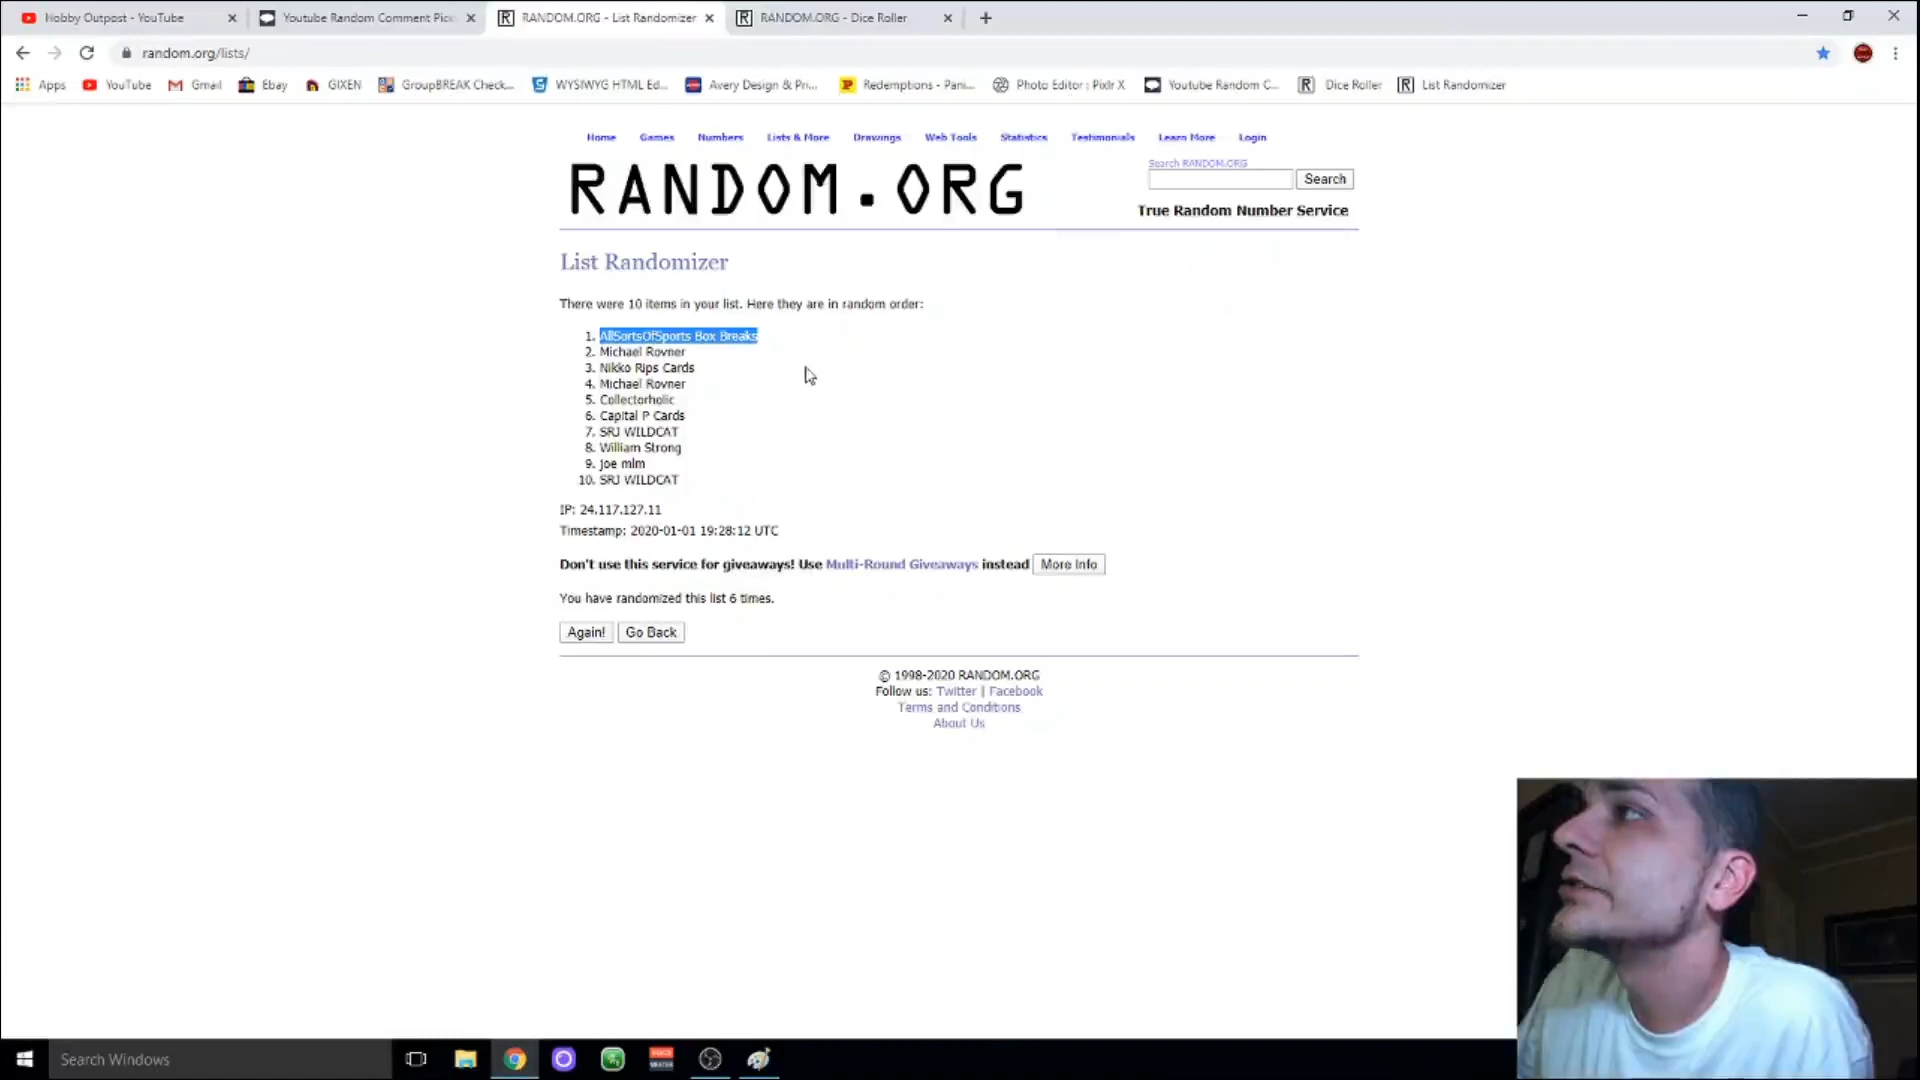 Hobby Outpost - YouTube
Youtube Random Comment Pick
RANDOM.ORG - List Randomizer
RANDOM.ORG - Dice Roller
random.org/lists/
Apps YouTube Gmail Ebay GIXEN GroupBREAK Check... WYSIWYG HTML Ed... Avery Design & Pri... Redemptions - Pani... Photo Editor : Pixlr X Youtube Random C... Dice Roller List Randomizer
Home Games Numbers Lists & More Drawings Web Tools Statistics Testimonials Learn More Login
RANDOM.ORG
Search RANDOM.ORG
Search
True Random Number Service
List Randomizer
There were 10 items in your list. Here they are in random order:
1. AllSortsOfSports Box Breaks
2. Michael Rovner
3. Nikko Rips Cards
4. Michael Rovner
5. Collectorholic
6. Capital P Cards
7. SRJ WILDCAT
8. William Strong
9. joe mlm
10. SRJ WILDCAT
IP: 24.117.127.11
Timestamp: 2020-01-01 19:28:12 UTC
Don't use this service for giveaways! Use Multi-Round Giveaways instead More Info
You have randomized this list 6 times.
Again! Go Back
© 1998-2020 RANDOM.ORG
Follow us: Twitter | Facebook
Terms and Conditions
About Us
Search Windows